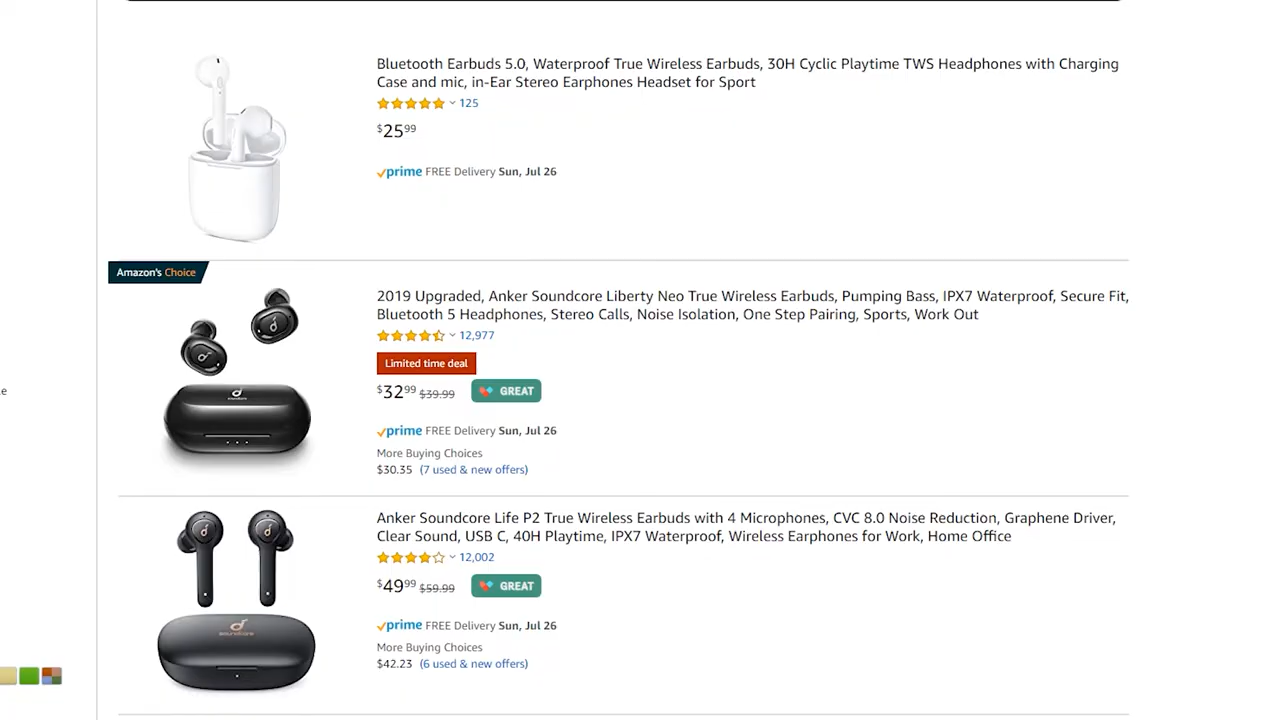 Bluetooth Earbuds 5.0, Waterproof True Wireless Earbuds, 30H Cyclic Playtime TWS Headphones with Charging
Case and mic, in-Ear Stereo Earphones Headset for Sport
125
$25.99
prime FREE Delivery Sun, Jul 26
Amazon's Choice
2019 Upgraded, Anker Soundcore Liberty Neo True Wireless Earbuds, Pumping Bass, IPX7 Waterproof, Secure Fit,
Bluetooth 5 Headphones, Stereo Calls, Noise Isolation, One Step Pairing, Sports, Work Out
12,977
Limited time deal
$32.99 $39.99 GREAT
prime FREE Delivery Sun, Jul 26
More Buying Choices
$30.35 (7 used & new offers)
Anker Soundcore Life P2 True Wireless Earbuds with 4 Microphones, CVC 8.0 Noise Reduction, Graphene Driver,
Clear Sound, USB C, 40H Playtime, IPX7 Waterproof, Wireless Earphones for Work, Home Office
12,002
$49.99 $59.99 GREAT
soundcore
prime FREE Delivery Sun, Jul 26
More Buying Choices
$42.23 (6 used & new offers)